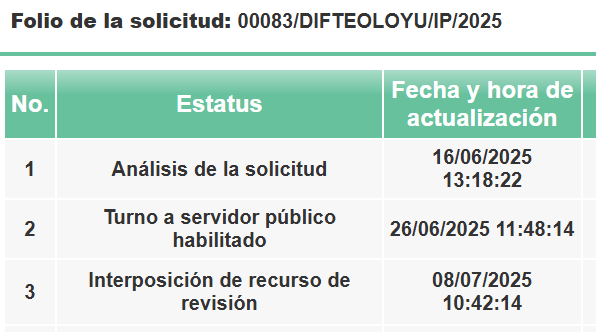 Folio de la solicitud: 00083/DIFTEOLOYU/IP/2025
No.
Estatus
Fecha y hora de
actualización
1
Análisis de la solicitud
16/06/2025
13:18:22
2
Turno a servidor público
habilitado
26/06/2025 11:48:14
3
Interposición de recurso de
revisión
08/07/2025
10:42:14